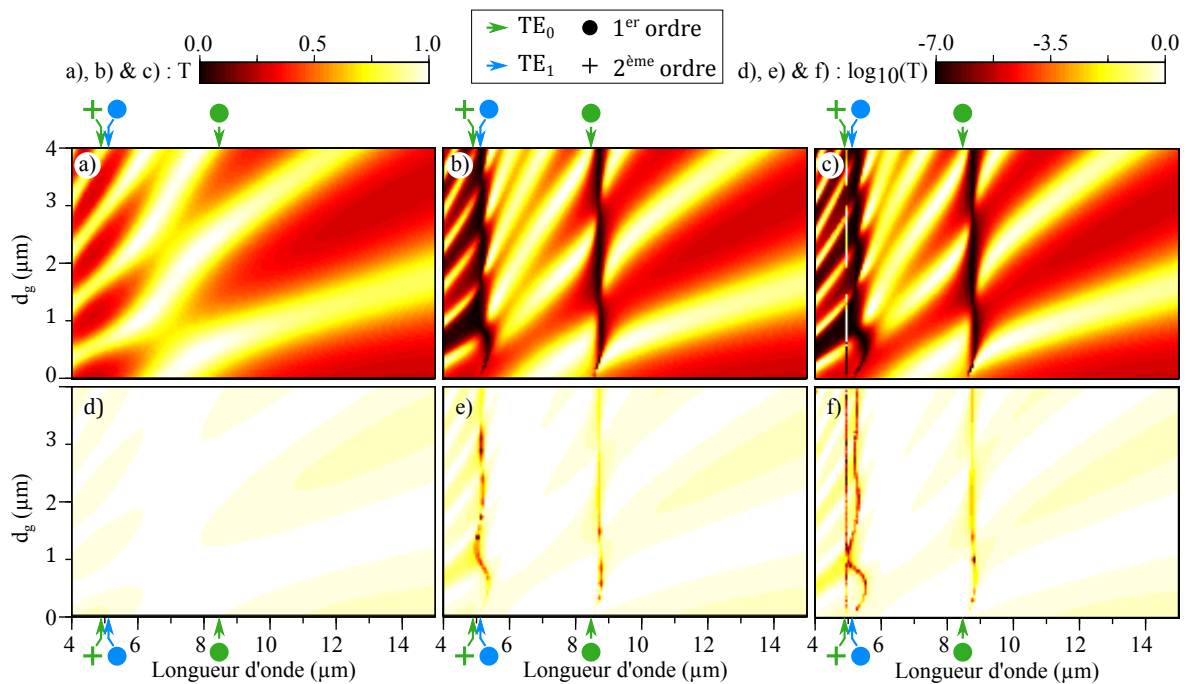 TE₀ 1er ordre
TE₁ 2ème ordre
0.0 0.5 1.0
a), b) & c) : T
-7.0 -3.5 0.0
d), e) & f) : log10(T)
a) b) c)
4
3
2
1
0
dg (µm)
d) e) f)
3
2
1
0
dg (µm)
4 6 8 10 12 14 4 6 8 10 12 14 4 6 8 10 12 14
Longueur d'onde (µm) Longueur d'onde (µm) Longueur d'onde (µm)